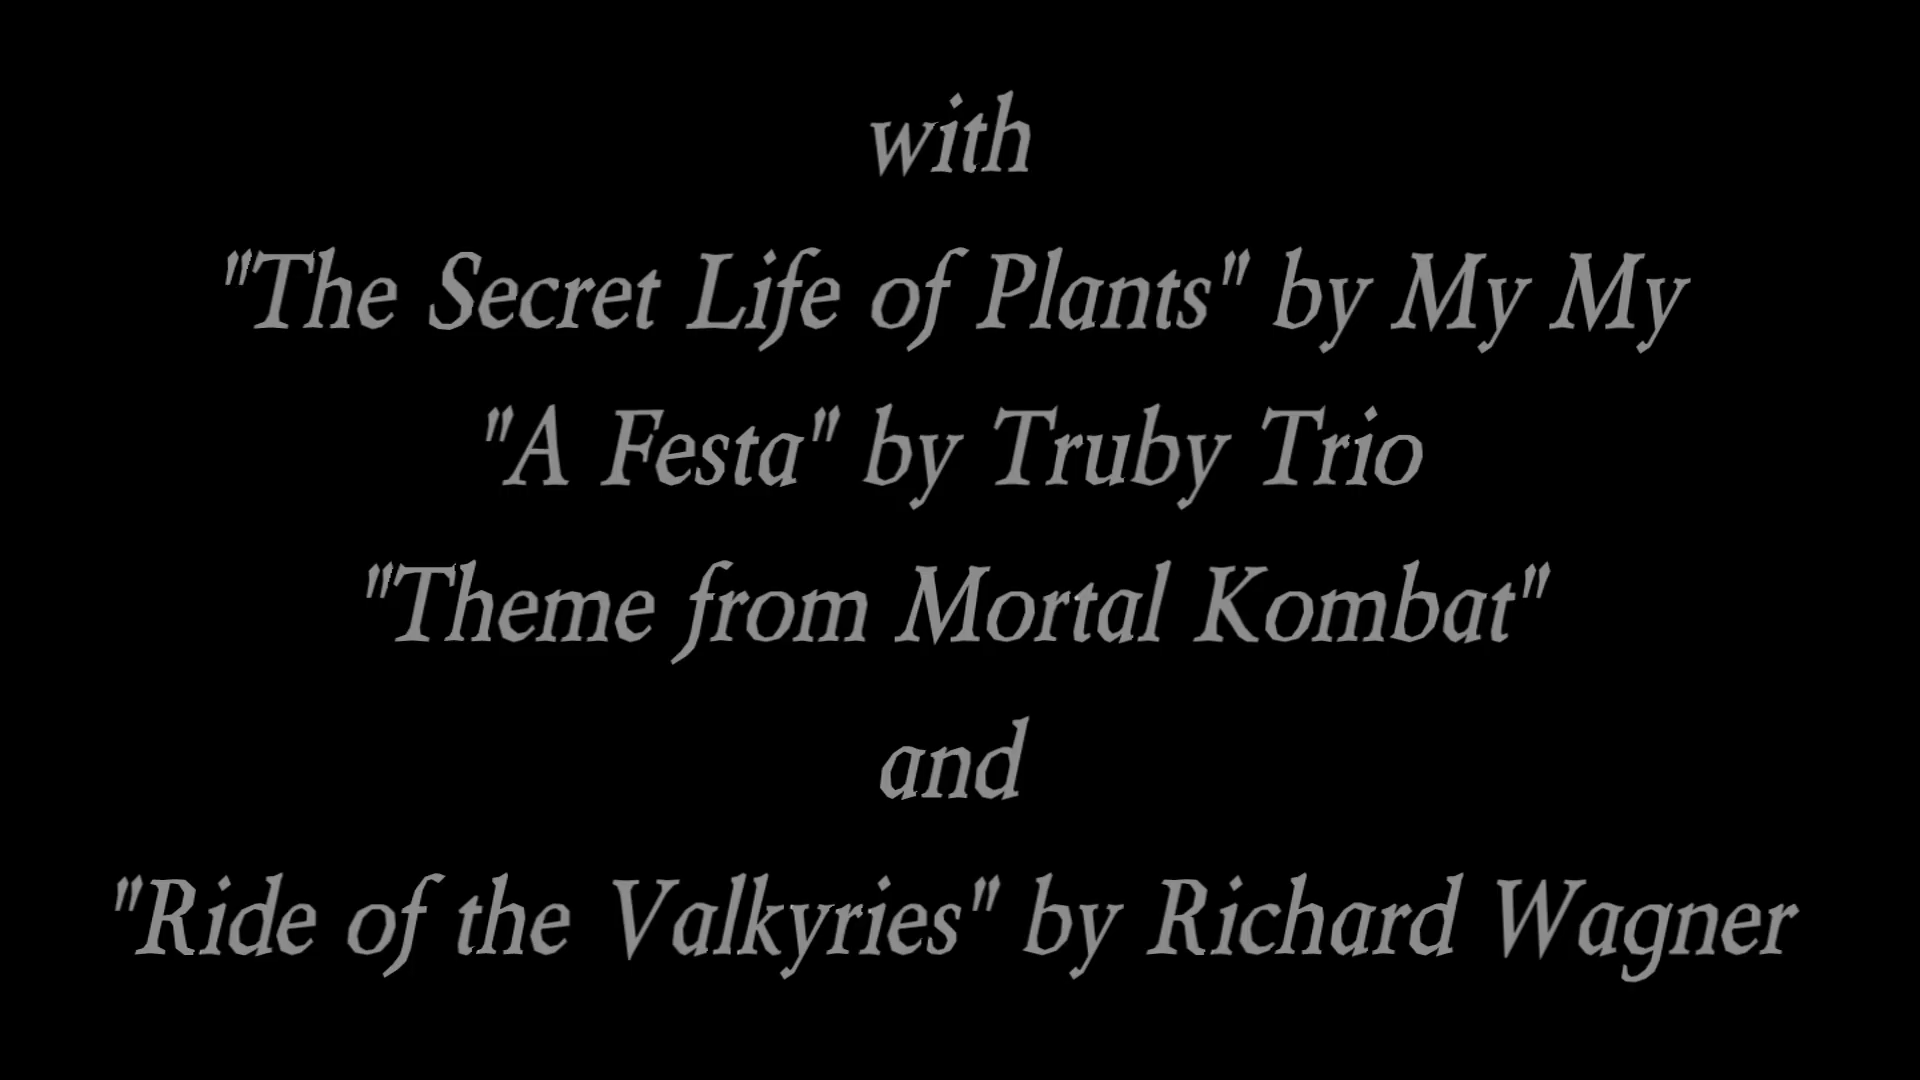 with
"The Secret Life of Plants" by My My
"A Festa" by Truby Trio
"Theme from Mortal Kombat"
and
"Ride of the Valkyries" by Richard Wagner